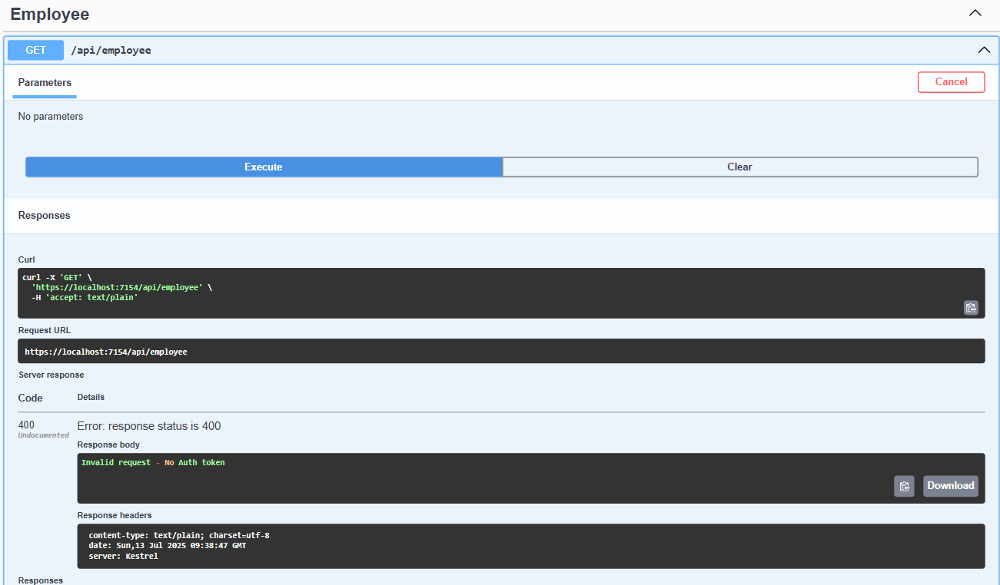 Employee
GET /api/employee
Parameters
Cancel
No parameters
Execute
Clear
Responses
Curl
curl -X 'GET' \
  'https://localhost:7154/api/employee' \
  -H 'accept: text/plain'
Request URL
https://localhost:7154/api/employee
Server response
Code Details
400 Error: response status is 400
Undocumented
Response body
Invalid request - No Auth token
Download
Response headers
content-type: text/plain; charset=utf-8
date: Sun,13 Jul 2025 09:38:47 GMT
server: Kestrel
Responses